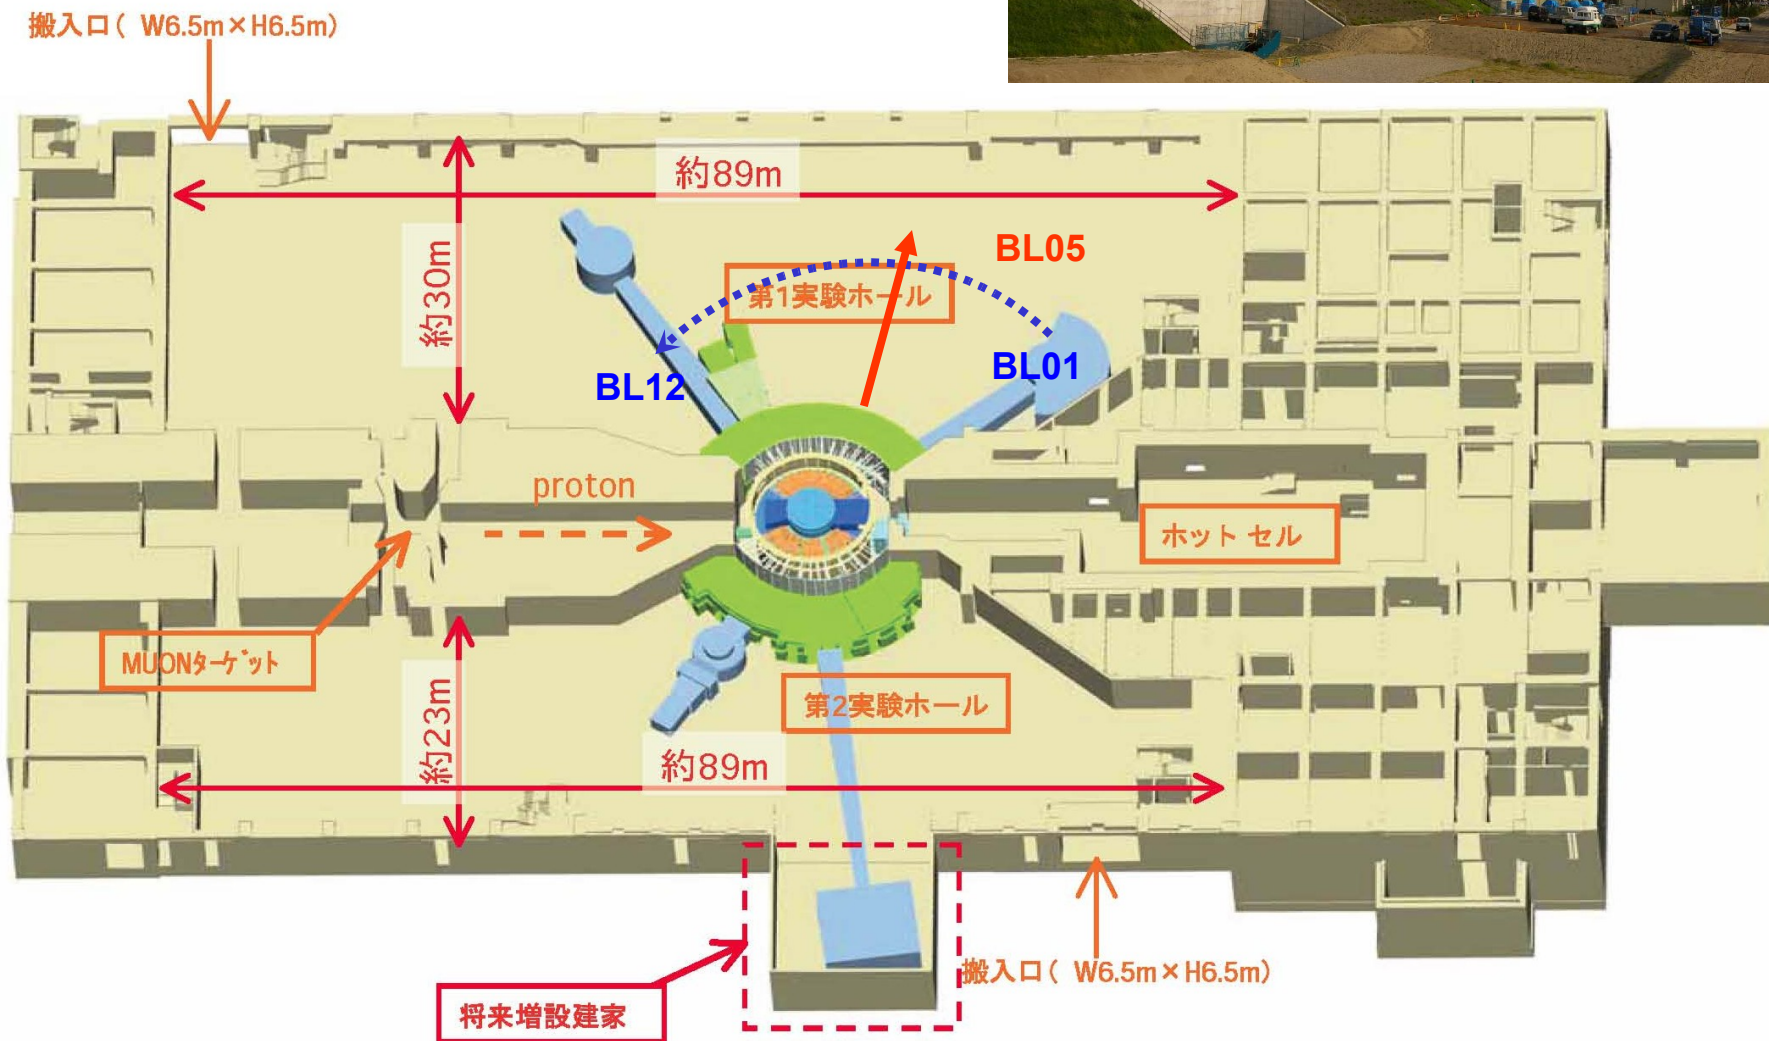 搬入口( W6.5m×H6.5m)
約89m
約30m
BL05
第1実験ホール
BL01
BL12
proton
ホット セル
MUONターゲット
約23m
第2実験ホール
約89m
搬入口( W6.5m×H6.5m)
将来増設建家